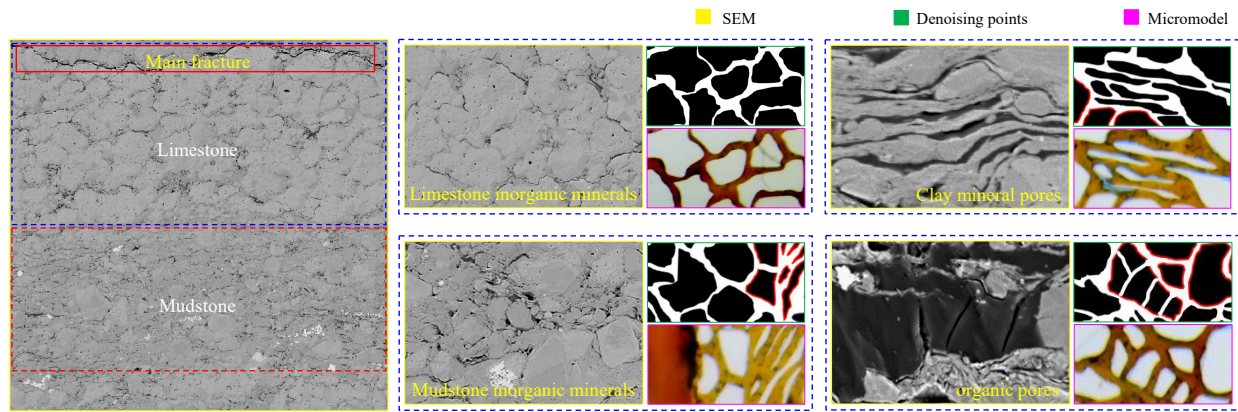 SEM
Denoising points
Micromodel
Main fracture
Limestone
Mudstone
Limestone inorganic minerals
Clay mineral pores
Mudstone inorganic minerals
organic pores